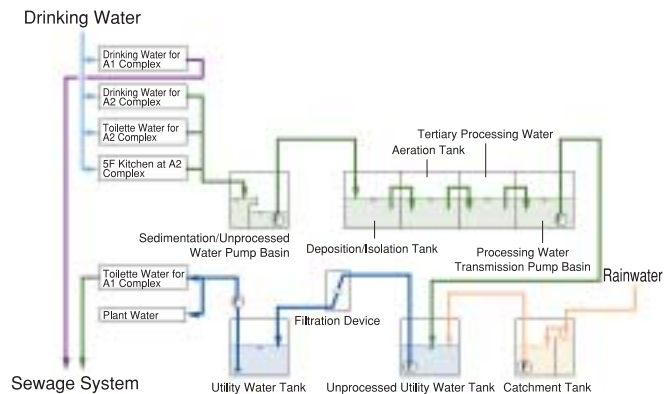 Drinking Water
Drinking Water for
A1 Complex
Drinking Water for
A2 Complex
Toilette Water for
A2 Complex
5F Kitchen at A2
Complex
Tertiary Processing Water
Aeration Tank
Sedimentation/Unprocessed
Water Pump Basin
Deposition/Isolation Tank
Processing Water
Transmission Pump Basin
Toilette Water for
A1 Complex
Plant Water
Filtration Device
Rainwater
Sewage System
Utility Water Tank
Unprocessed Utility Water Tank
Catchment Tank